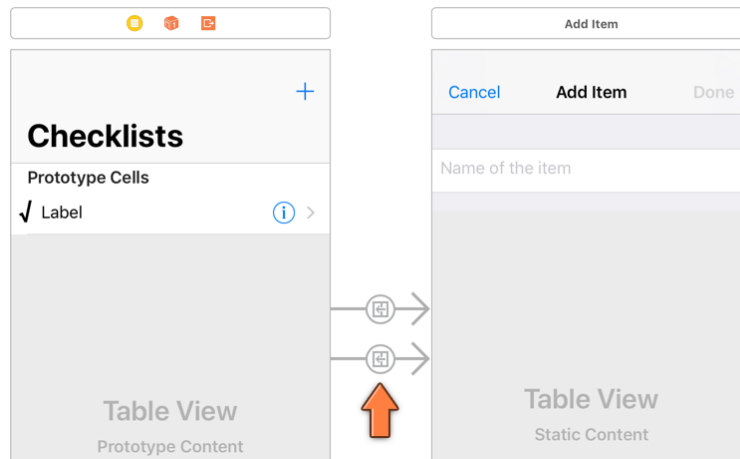 Add Item
Cancel Add Item Done
Checklists
Prototype Cells
Name of the item
√ Label
Table View
Prototype Content
Table View
Static Content